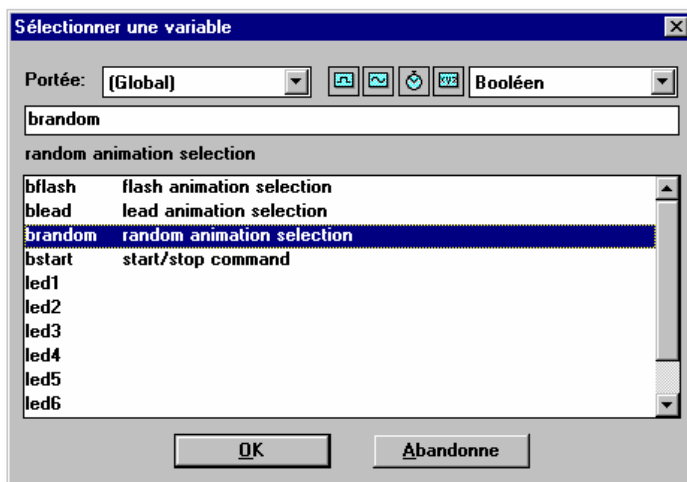 Sélectionner une variable
Portée: (Global) xyz Booléen
brandom
random animation selection
bflash flash animation selection
blead lead animation selection
brandom random animation selection
bstart start/stop command
led1
led2
led3
led4
led5
led6
OK Abandonne